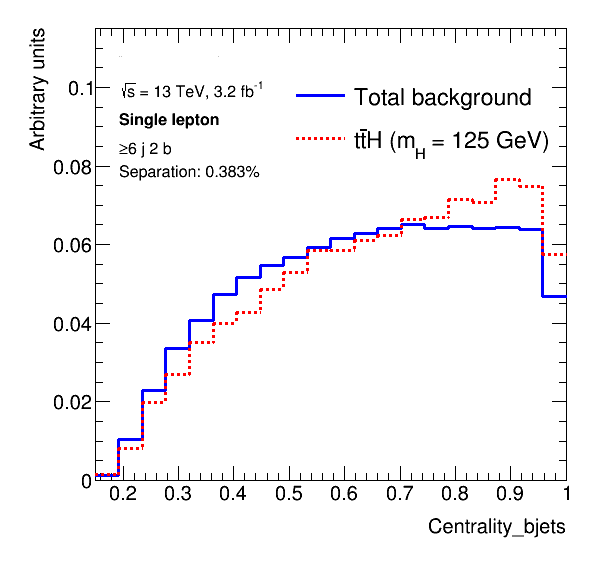 Arbitrary units
0.1
0.08
0.06
0.04
0.02
0
√s = 13 TeV, 3.2 fb⁻¹
Single lepton
≥6 j 2 b
Separation: 0.383%
Total background
tt̄H (m_H = 125 GeV)
0.2 0.3 0.4 0.5 0.6 0.7 0.8 0.9 1
Centrality_bjets